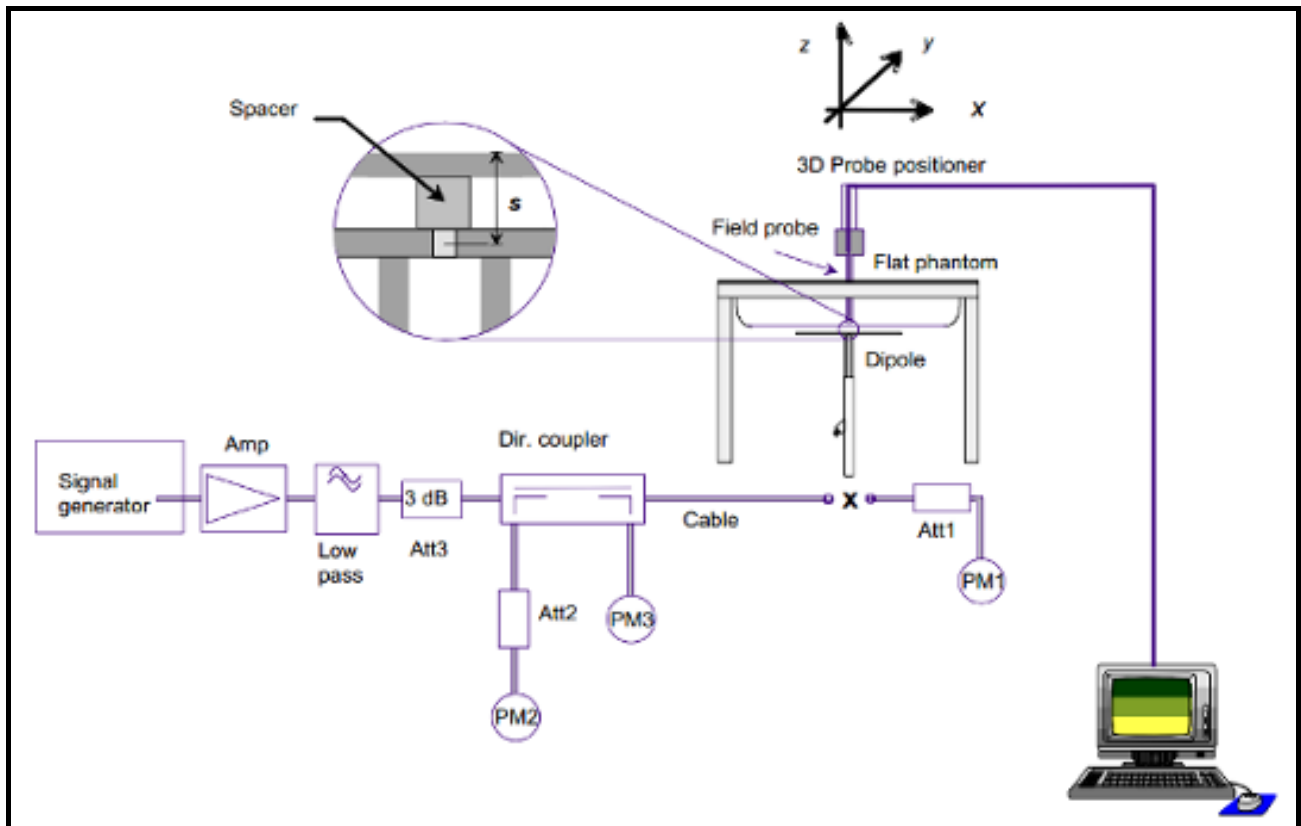 z
y
x
Spacer
s
3D Probe positioner
Field probe
Flat phantom
Dipole
Signal
generator
Amp
Low
pass
3 dB
Att3
Dir. coupler
Cable
X
Att1
PM1
Att2
PM3
PM2